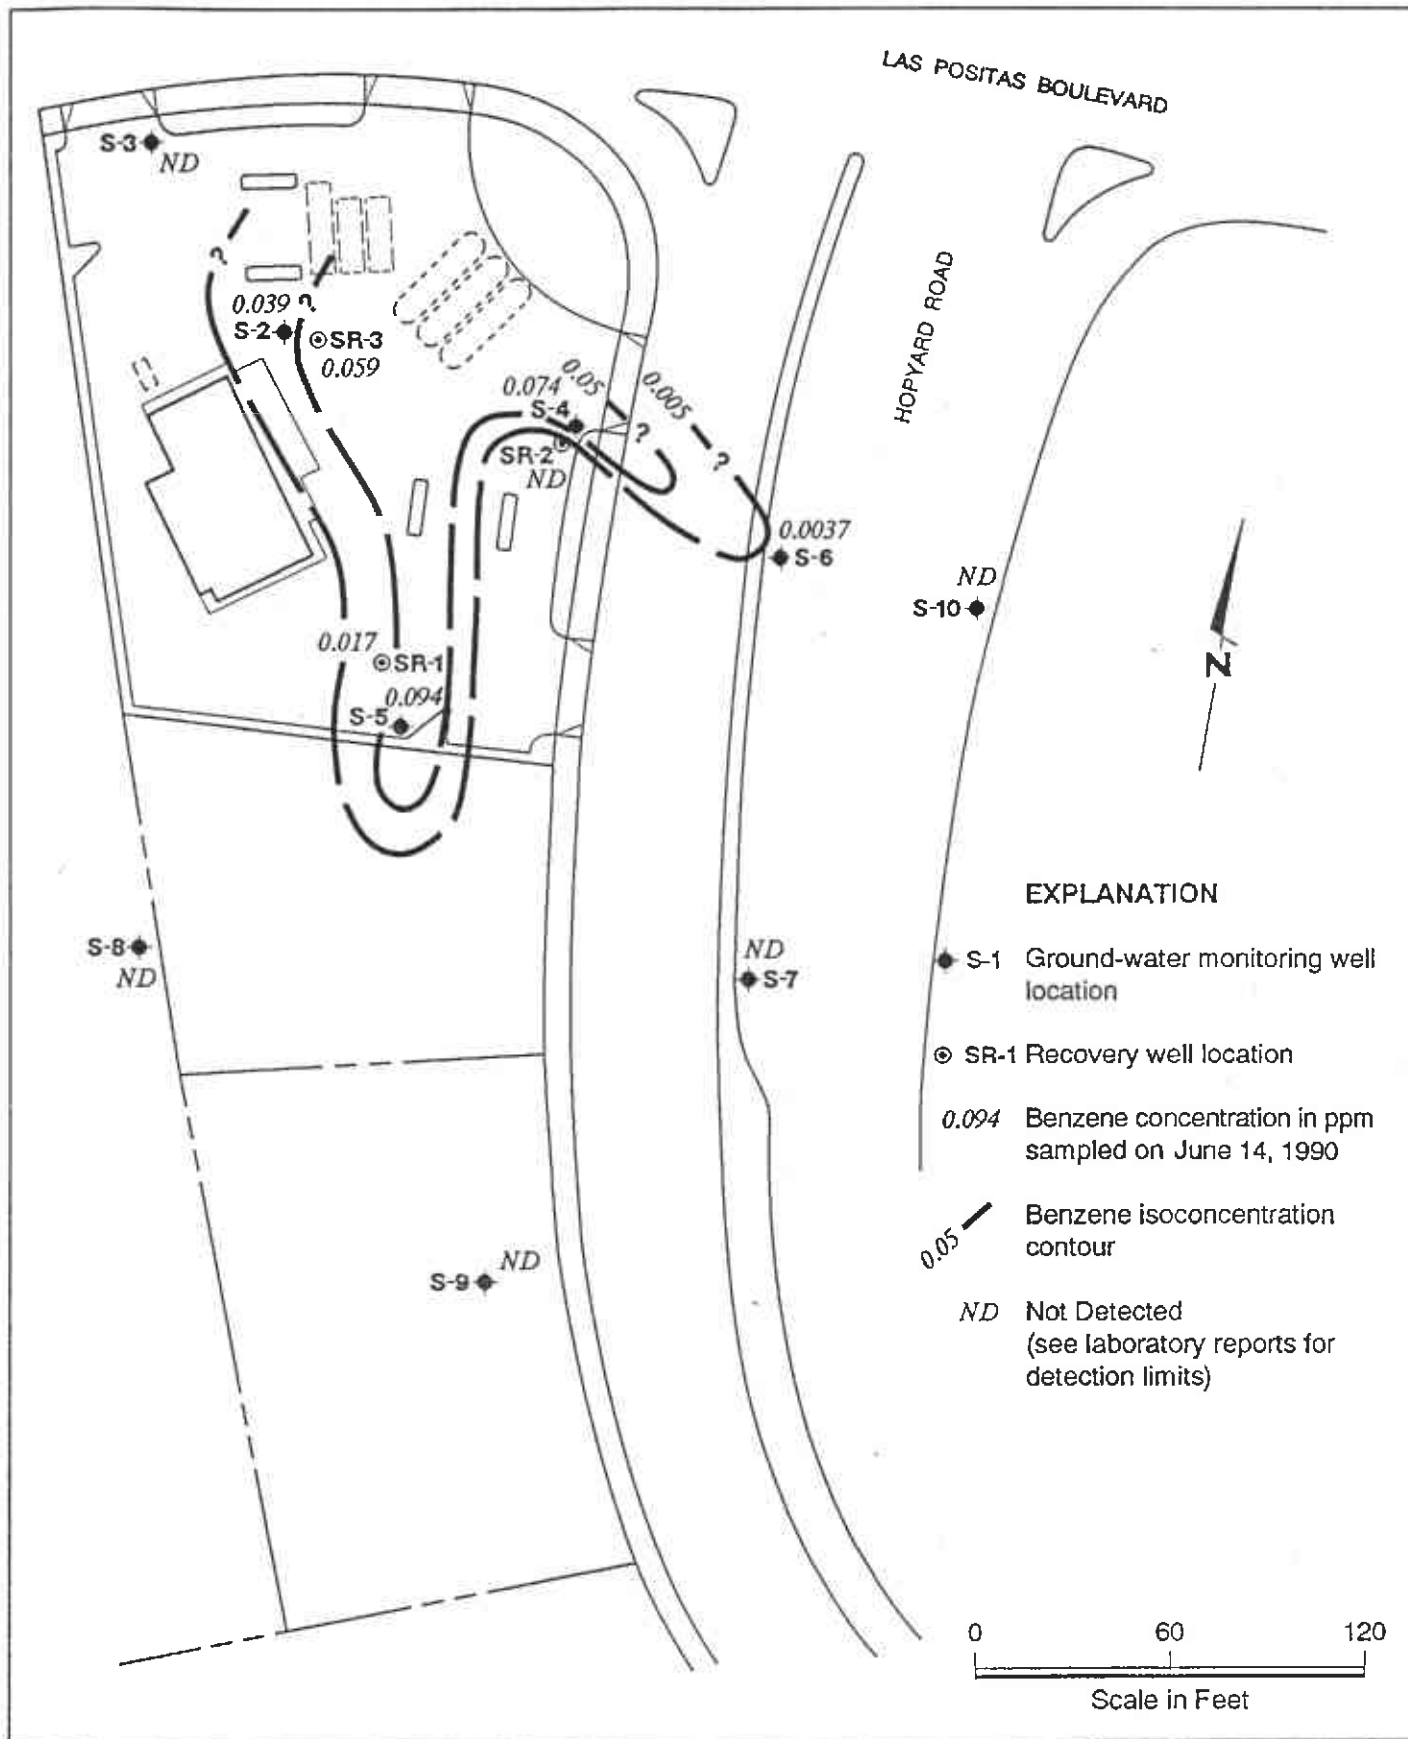 LAS POSITAS BOULEVARD
S-3
ND
HOPYARD ROAD
?
0.039
?
S-2
SR-3
0.059
0.074
0.05
0.005
S-4
?
?
SR-2
ND
0.0037
S-6
ND
S-10
0.017
SR-1
0.094
S-5
N
EXPLANATION
S-8
ND
ND
S-7
S-1 Ground-water monitoring well
location
SR-1 Recovery well location
0.094 Benzene concentration in ppm
sampled on June 14, 1990
0.05 Benzene isoconcentration
contour
S-9
ND
ND Not Detected
(see laboratory reports for
detection limits)
0 60 120
Scale in Feet